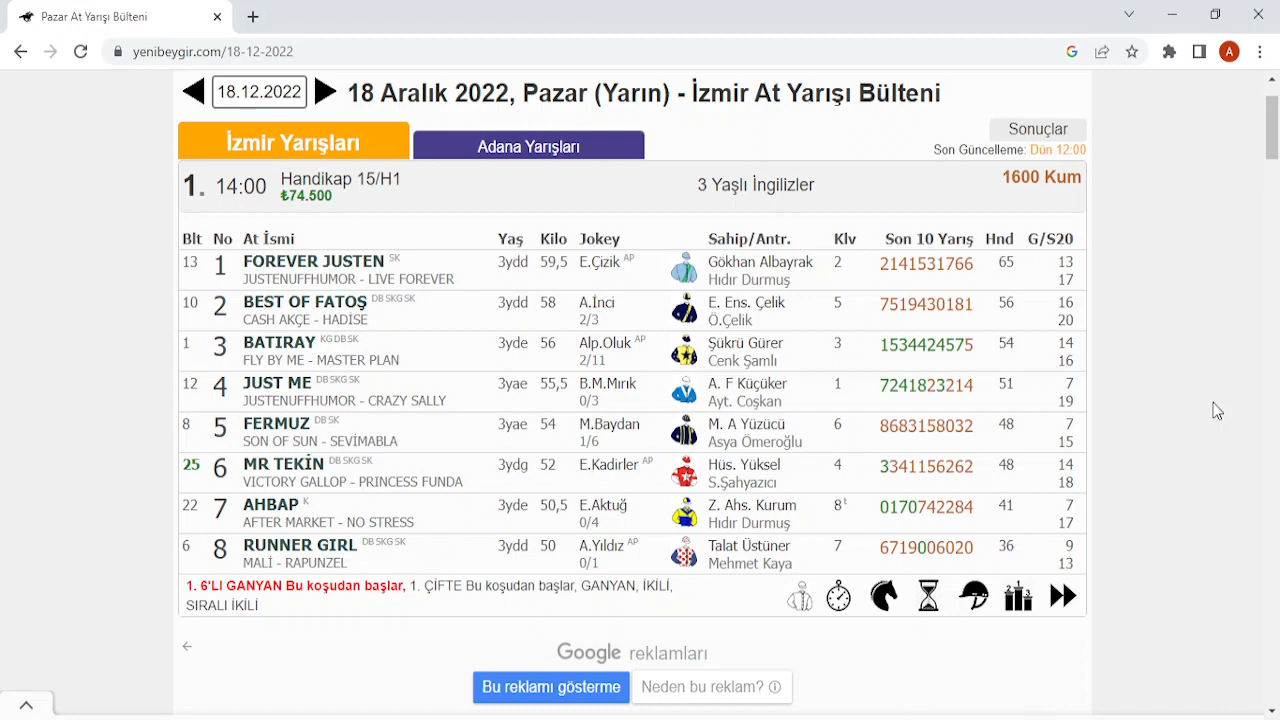 Pazar At Yarışı Bülteni
yenibeygir.com/18-12-2022
A
18.12.2022 18 Aralık 2022, Pazar (Yarın) - İzmir At Yarışı Bülteni
Sonuçlar
İzmir Yarışları Adana Yarışları
Son Güncelleme: Dün 12:00
1. 14:00 Handikap 15/H1 3 Yaşlı İngilizler 1600 Kum
₺74.500
Blt No At İsmi Yaş Kilo Jokey Sahip/Antr. Klv Son 10 Yarış Hnd G/S20
13 1 FOREVER JUSTEN SK 3ydd 59,5 E.Çizik AP Gökhan Albayrak 2 2141531766 65 13
JUSTENUFFHUMOR - LIVE FOREVER Hıdır Durmuş 17
10 2 BEST OF FATOŞ DB SKG SK 3ydd 58 A.İnci E. Ens. Çelik 5 7519430181 56 16
CASH AKÇE - HADİSE 2/3 Ö.Çelik 20
1 3 BATIRAY KG DB SK 3yde 56 Alp.Oluk AP Şükrü Gürer 3 1534424575 54 14
FLY BY ME - MASTER PLAN 2/11 Cenk Şamlı 16
12 4 JUST ME DB SKG SK 3yae 55,5 B.M.Mırık A. F Küçüker 1 7241823214 51 7
JUSTENUFFHUMOR - CRAZY SALLY 0/3 Ayt. Coşkan 19
8 5 FERMUZ DB SK 3yae 54 M.Baydan M. A Yüzücü 6 8683158032 48 7
SON OF SUN - SEVİMABLA 1/6 Asya Ömeroğlu 15
25 6 MR TEKİN DB SKG SK 3ydg 52 E.Kadirler AP Hüs. Yüksel 4 3341156262 48 14
VICTORY GALLOP - PRINCESS FUNDA S.Şahyazıcı 18
22 7 AHBAP K 3yde 50,5 E.Aktuğ Z. Ahs. Kurum 8t 0170742284 41 7
AFTER MARKET - NO STRESS 0/4 Hıdır Durmuş 17
6 8 RUNNER GIRL DB SKG SK 3ydd 50 A.Yıldız AP Talat Üstüner 7 6719006020 36 9
MALİ - RAPUNZEL 0/1 Mehmet Kaya 13
1. 6'LI GANYAN Bu koşudan başlar, 1. ÇİFTE Bu koşudan başlar, GANYAN, İKİLİ,
SIRALI İKİLİ
Google reklamları
Bu reklamı gösterme Neden bu reklam?